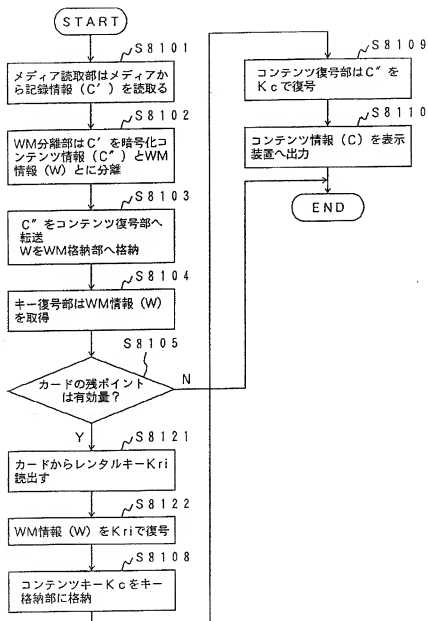 START
S8101
メディア読取部はメディアか
ら記録情報（C′）を読取る
S8102
WM分離部はC′を暗号化コ
ンテンツ情報（C″）とWM
情報（W）とに分離
S8103
C″をコンテンツ復号部へ
転送
WをWM格納部へ格納
S8104
キー復号部はWM情報（W）
を取得
S8105
カードの残ポイント
は有効量？
N
Y
S8121
カードからレンタルキーKri
読出す
S8122
WM情報（W）をKriで復号
S8108
コンテンツキーKcをキー
格納部に格納
S8109
コンテンツ復号部はC″を
Kcで復号
S8110
コンテンツ情報（C）を表示
装置へ出力
END